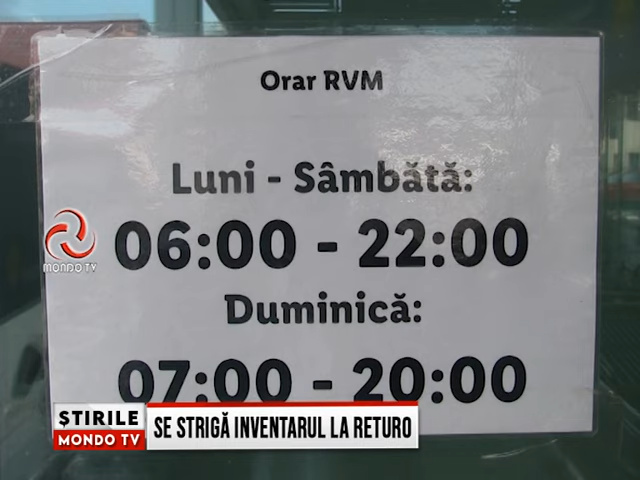 Orar RVM
Luni - Sâmbătă:
06:00 - 22:00
Duminică:
07:00 - 20:00
MONDO TV
ȘTIRILE
MONDO TV
SE STRIGĂ INVENTARUL LA RETURO